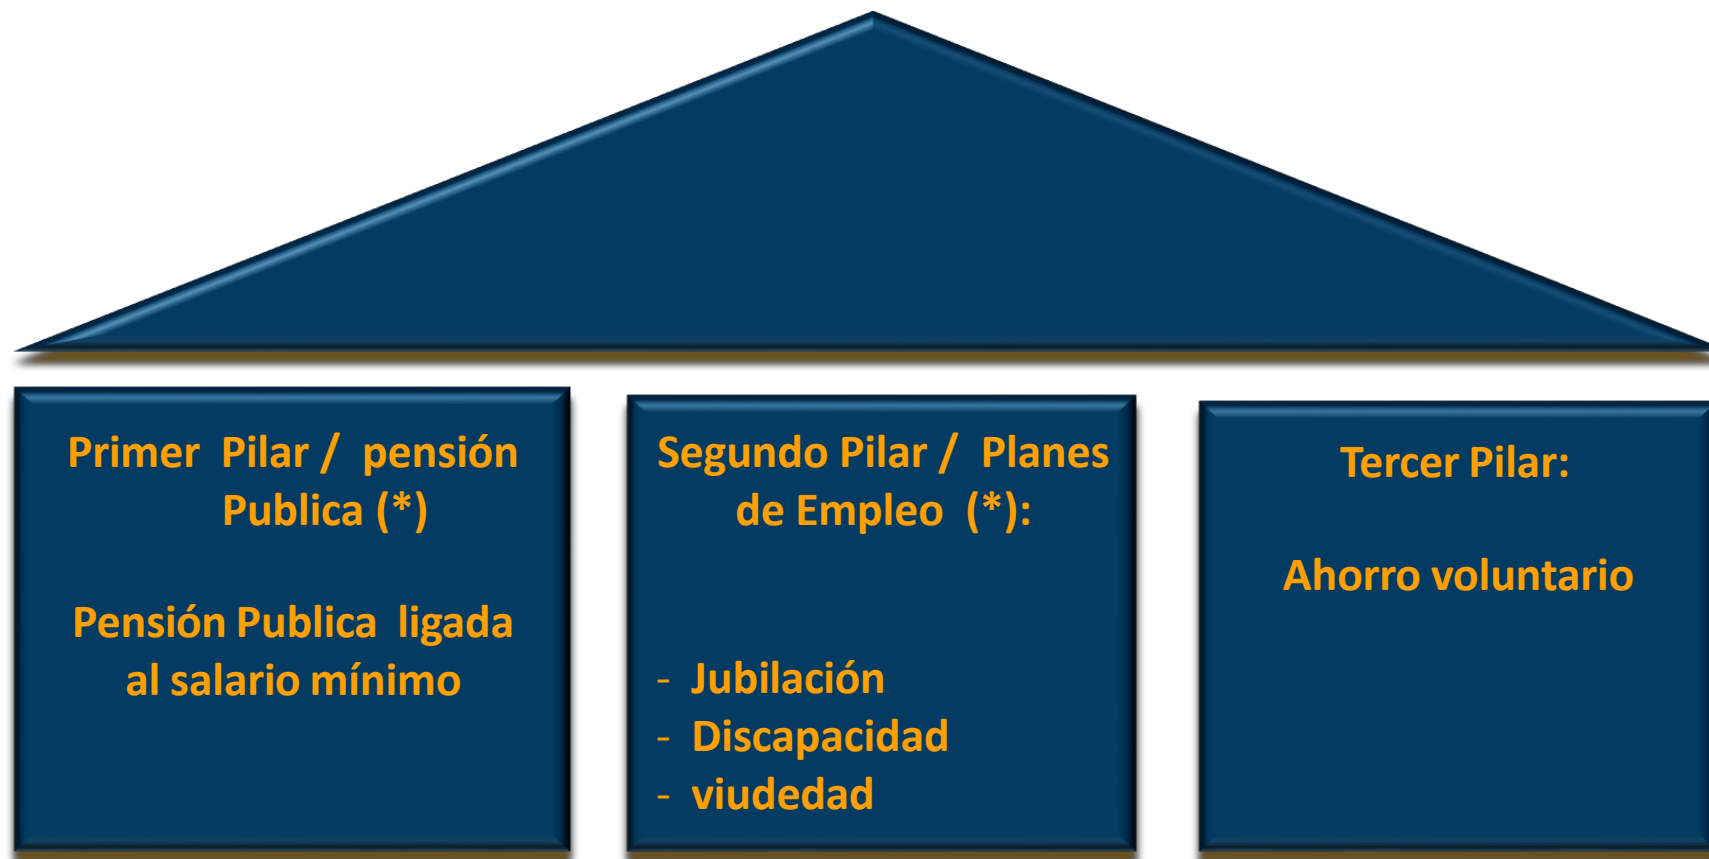 Primer Pilar / pensión
Publica (*)
Pensión Publica ligada
al salario mínimo
Segundo Pilar / Planes
de Empleo (*):
- Jubilación
- Discapacidad
- viudedad
Tercer Pilar:
Ahorro voluntario